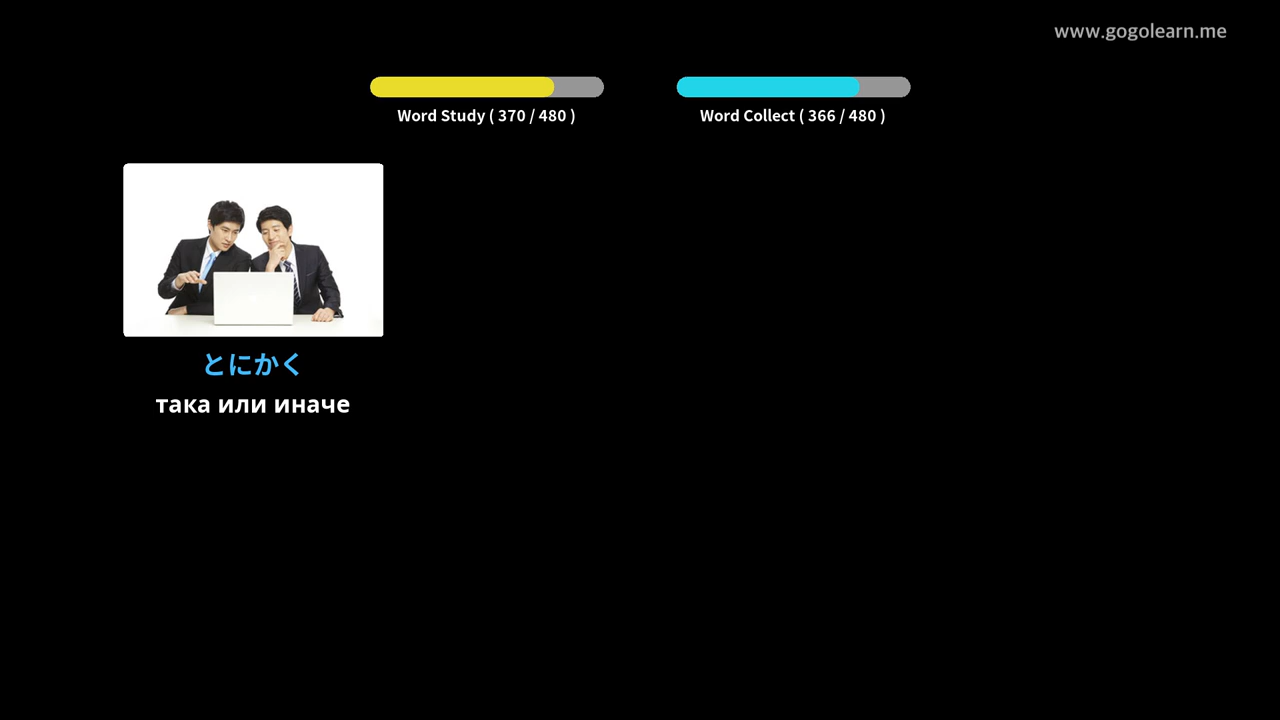 www.gogolearn.me
Word Study ( 370 / 480 )
Word Collect ( 366 / 480 )
とにかく
така или иначе